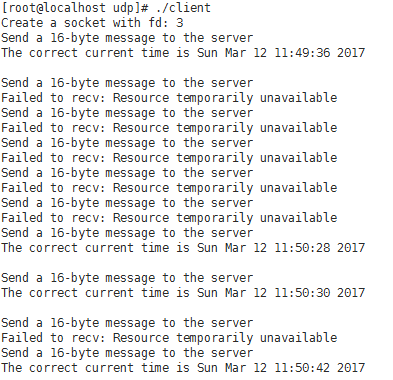 [root@localhost udp]# ./client
Create a socket with fd: 3
Send a 16-byte message to the server
The correct current time is Sun Mar 12 11:49:36 2017
Send a 16-byte message to the server
Failed to recv: Resource temporarily unavailable
Send a 16-byte message to the server
Failed to recv: Resource temporarily unavailable
Send a 16-byte message to the server
Failed to recv: Resource temporarily unavailable
Send a 16-byte message to the server
Failed to recv: Resource temporarily unavailable
Send a 16-byte message to the server
Failed to recv: Resource temporarily unavailable
Send a 16-byte message to the server
The correct current time is Sun Mar 12 11:50:28 2017
Send a 16-byte message to the server
The correct current time is Sun Mar 12 11:50:30 2017
Send a 16-byte message to the server
Failed to recv: Resource temporarily unavailable
Send a 16-byte message to the server
The correct current time is Sun Mar 12 11:50:42 2017